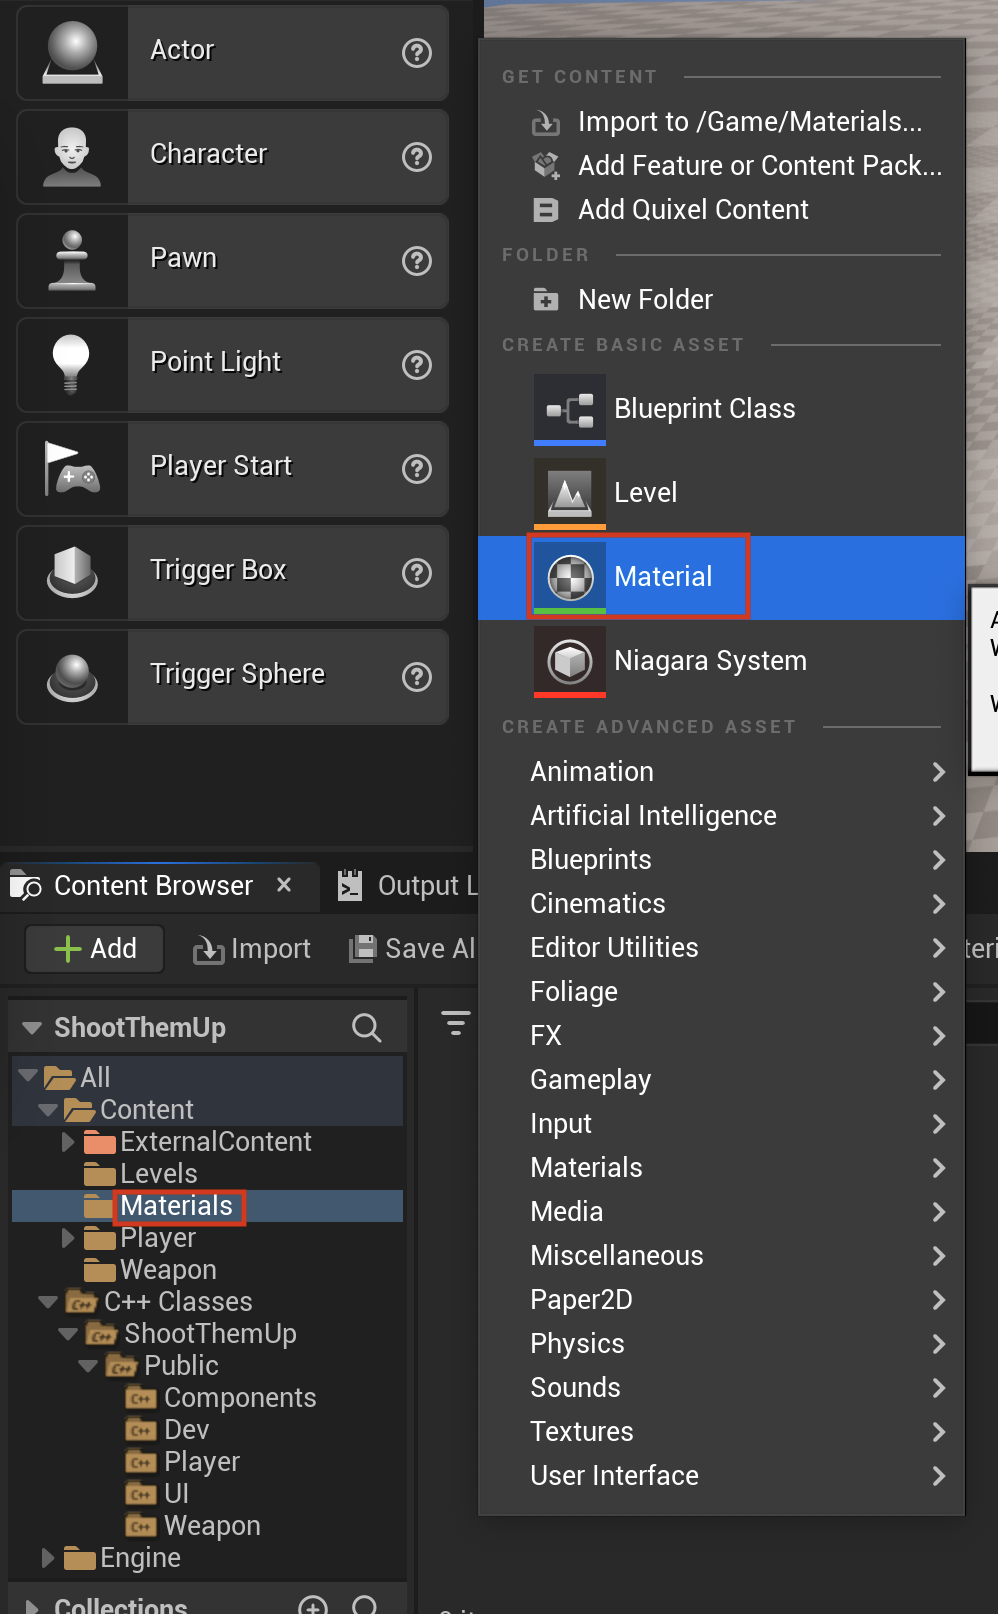 Actor
Character
Pawn
Point Light
Player Start
Trigger Box
Trigger Sphere
GET CONTENT
Import to /Game/Materials...
Add Feature or Content Pack...
Add Quixel Content
FOLDER
New Folder
CREATE BASIC ASSET
Blueprint Class
Level
Material
Niagara System
CREATE ADVANCED ASSET
Animation
Artificial Intelligence
Blueprints
Cinematics
Editor Utilities
Foliage
FX
Gameplay
Input
Materials
Media
Miscellaneous
Paper2D
Physics
Sounds
Textures
User Interface
Content Browser
Output L
Add
Import
Save Al
ShootThemUp
All
Content
ExternalContent
Levels
Materials
Player
Weapon
C++ Classes
ShootThemUp
Public
Components
Dev
Player
UI
Weapon
Engine
Collections